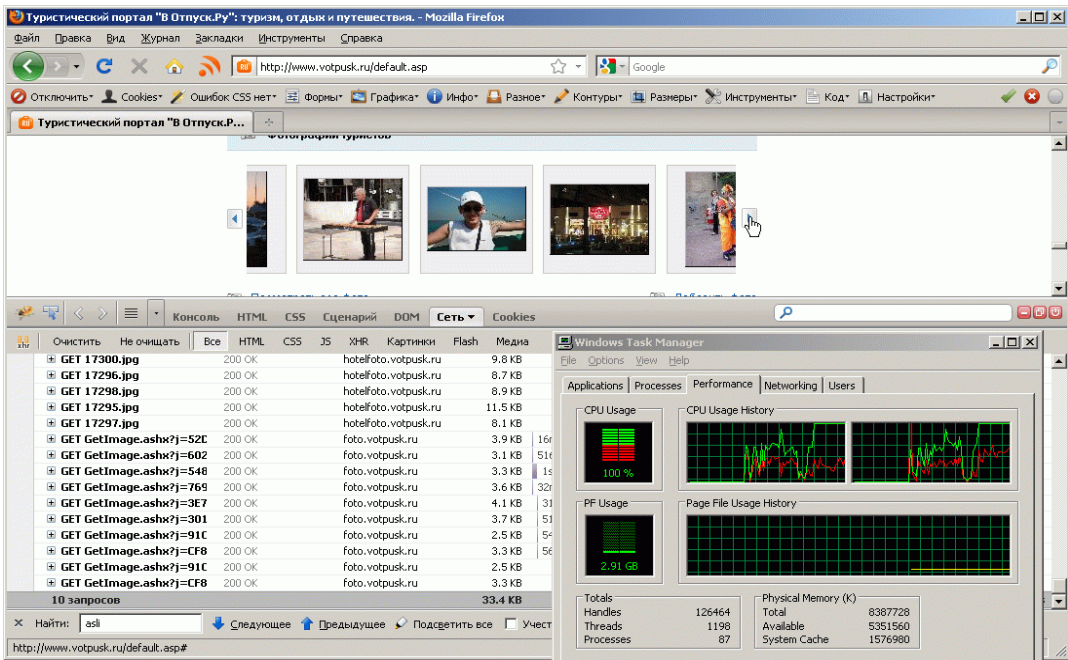 Туристический портал "В Отпуск.Ру": туризм, отдых и путешествия. - Mozilla Firefox
Файл Правка Вид Журнал Закладки Инструменты Справка
http://www.votpusk.ru/default.asp Google
Отключить Cookies Ошибок CSS нет Формы Графика Инфо Разное Контуры Размеры Инструменты Код Настройки
Туристический портал "В Отпуск.Р...
Фотографии туристов
Консоль HTML CSS Сценарий DOM Сеть Cookies
Очистить Не очищать Все HTML CSS JS XHR Картинки Flash Медиа
GET 17300.jpg 200 OK hotelfoto.votpusk.ru 9.8 KB
GET 17296.jpg 200 OK hotelfoto.votpusk.ru 8.7 KB
GET 17298.jpg 200 OK hotelfoto.votpusk.ru 8.9 KB
GET 17295.jpg 200 OK hotelfoto.votpusk.ru 11.5 KB
GET 17297.jpg 200 OK hotelfoto.votpusk.ru 8.1 KB
GET GetImage.ashx?j=52D 200 OK foto.votpusk.ru 3.9 KB
GET GetImage.ashx?j=602 200 OK foto.votpusk.ru 3.1 KB
GET GetImage.ashx?j=548 200 OK foto.votpusk.ru 3.3 KB
GET GetImage.ashx?j=769 200 OK foto.votpusk.ru 3.6 KB
GET GetImage.ashx?j=3E7 200 OK foto.votpusk.ru 4.1 KB
GET GetImage.ashx?j=301 200 OK foto.votpusk.ru 3.7 KB
GET GetImage.ashx?j=91C 200 OK foto.votpusk.ru 2.5 KB
GET GetImage.ashx?j=CF8 200 OK foto.votpusk.ru 3.3 KB
GET GetImage.ashx?j=91C 200 OK foto.votpusk.ru 2.5 KB
GET GetImage.ashx?j=CF8 200 OK foto.votpusk.ru 3.3 KB
10 запросов 33.4 KB
Найти: asli Следующее Предыдущее Подсветить все Учест
http://www.votpusk.ru/default.asp#
Windows Task Manager
File Options View Help
Applications Processes Performance Networking Users
CPU Usage CPU Usage History
100 %
PF Usage Page File Usage History
2.91 GB
Totals Physical Memory (K)
Handles 126464 Total 8387728
Threads 1198 Available 5351560
Processes 87 System Cache 1576980